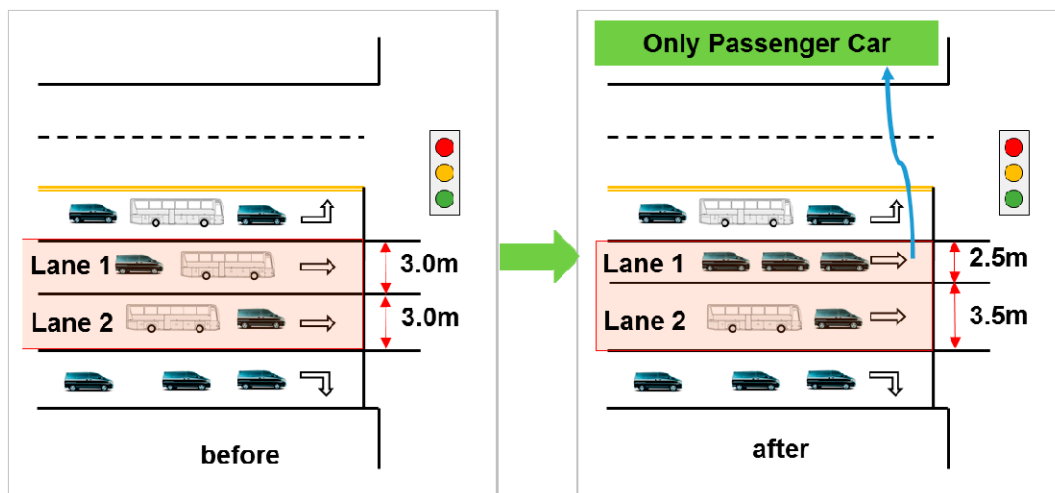 Lane 1
3.0m
Lane 2
3.0m
before
Only Passenger Car
Lane 1
2.5m
Lane 2
3.5m
after